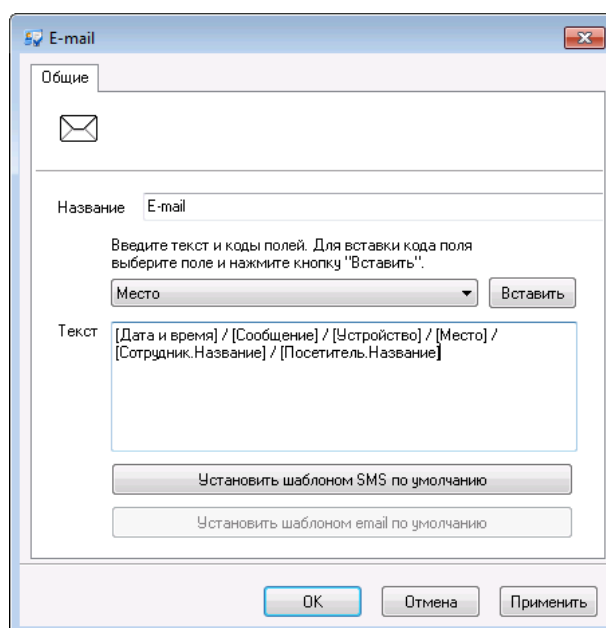 E-mail
Общие
Название E-mail
Введите текст и коды полей. Для вставки кода поля
выберите поле и нажмите кнопку "Вставить".
Место Вставить
Текст [Дата и время] / [Сообщение] / [Устройство] / [Место] /
[Сотрудник.Название] / [Посетитель.Название]
Установить шаблоном SMS по умолчанию
Установить шаблоном email по умолчанию
OK Отмена Применить